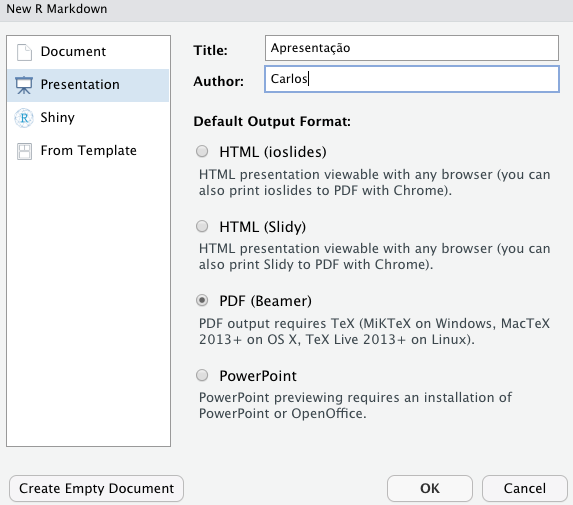 New R Markdown
Document
Presentation
Shiny
From Template
Title: Apresentação
Author: Carlos
Default Output Format:
HTML (ioslides)
HTML presentation viewable with any browser (you can
also print ioslides to PDF with Chrome).
HTML (Slidy)
HTML presentation viewable with any browser (you can
also print Slidy to PDF with Chrome).
PDF (Beamer)
PDF output requires TeX (MiKTeX on Windows, MacTeX
2013+ on OS X, TeX Live 2013+ on Linux).
PowerPoint
PowerPoint previewing requires an installation of
PowerPoint or OpenOffice.
Create Empty Document
OK
Cancel